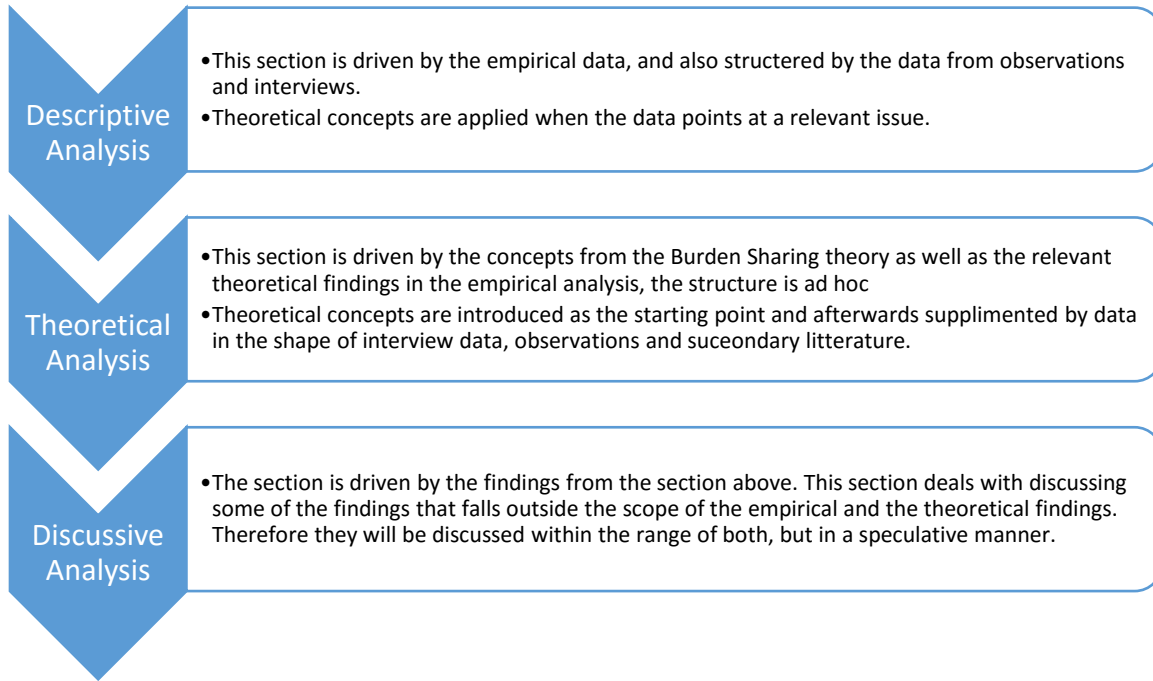 Descriptive
Analysis
•This section is driven by the empirical data, and also structered by the data from observations
and interviews.
•Theoretical concepts are applied when the data points at a relevant issue.
Theoretical
Analysis
•This section is driven by the concepts from the Burden Sharing theory as well as the relevant
theoretical findings in the empirical analysis, the structure is ad hoc
•Theoretical concepts are introduced as the starting point and afterwards supplimented by data
in the shape of interview data, observations and suceondary litterature.
Discussive
Analysis
•The section is driven by the findings from the section above. This section deals with discussing
some of the findings that falls outside the scope of the empirical and the theoretical findings.
Therefore they will be discussed within the range of both, but in a speculative manner.